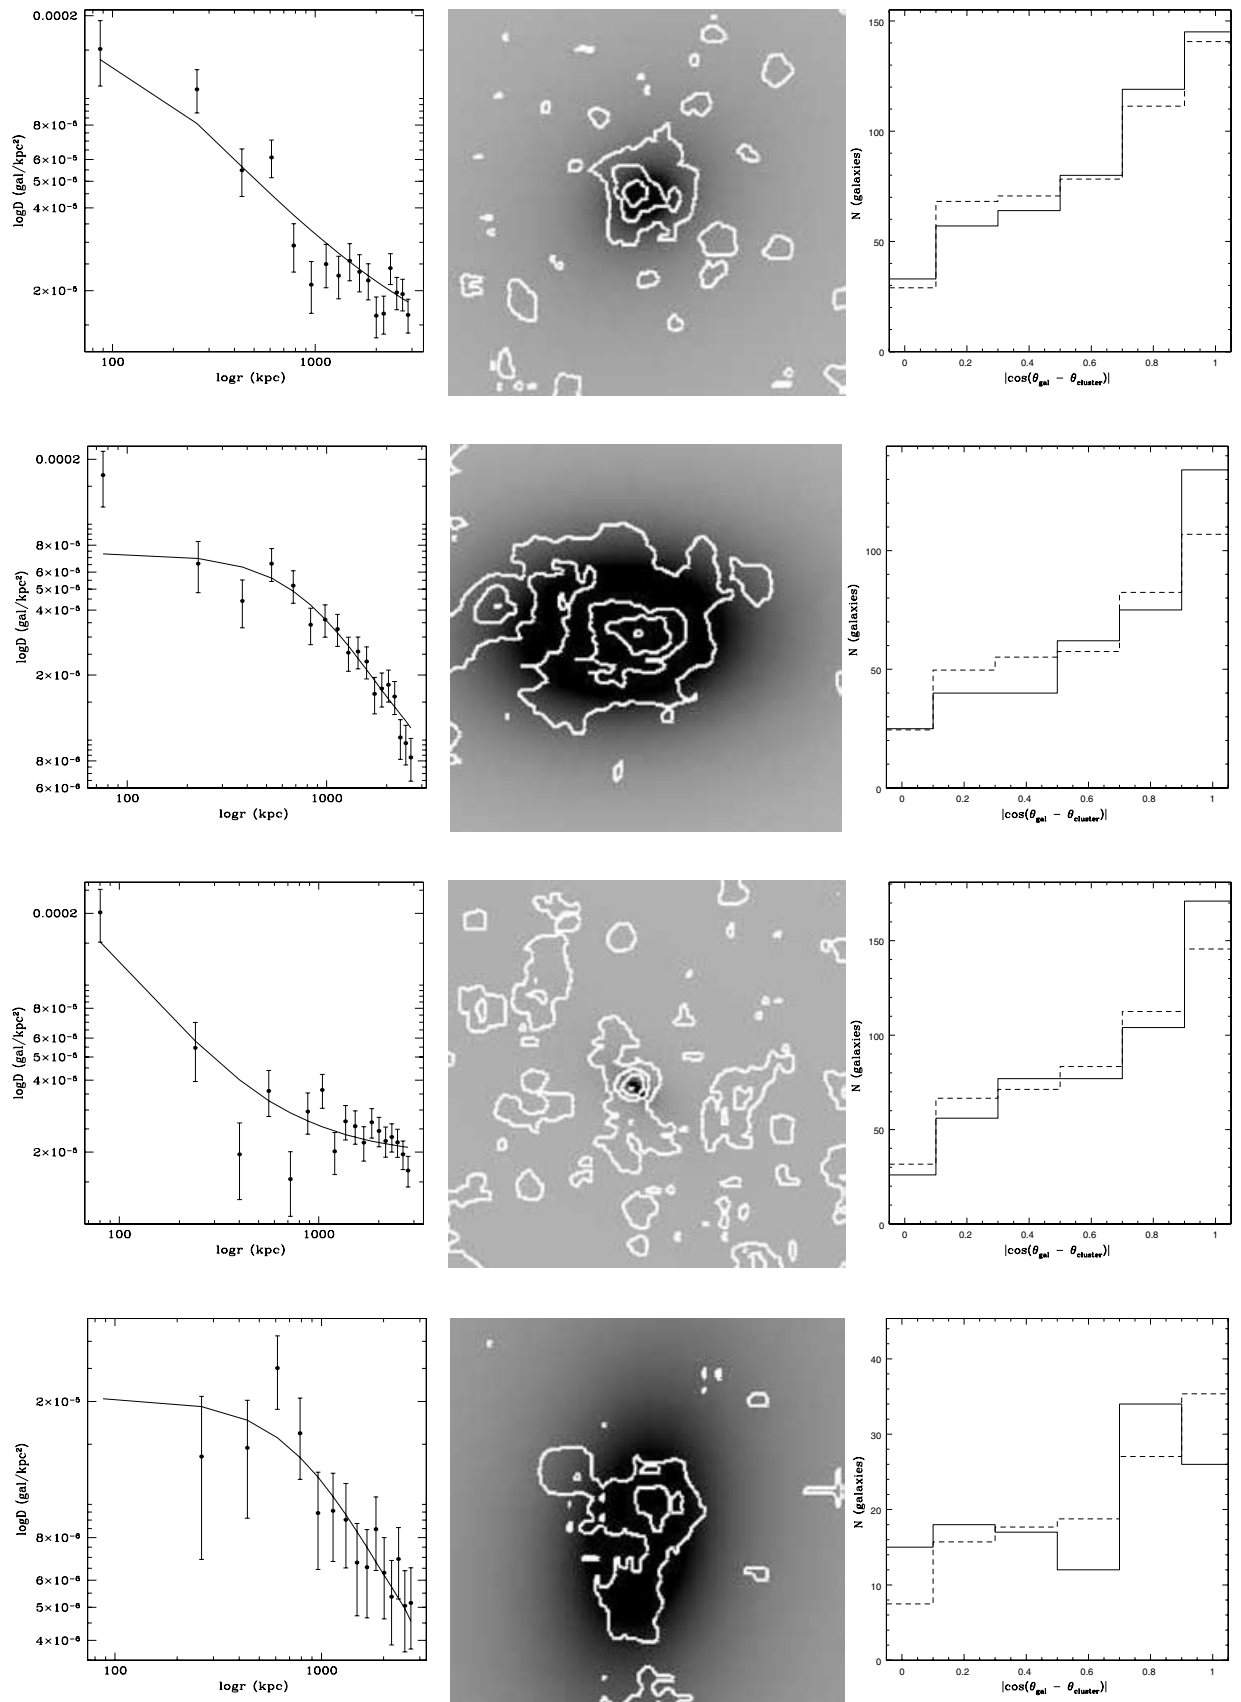 0.0002
8×10⁻⁵
6×10⁻⁵
5×10⁻⁵
4×10⁻⁵
2×10⁻⁵
logD (gal/kpc²)
100 1000
logr (kpc)
150
100
50
0
N (galaxies)
0 0.2 0.4 0.6 0.8 1
|cos(θgal − θcluster)|
0.0002
8×10⁻⁵
6×10⁻⁵
5×10⁻⁵
4×10⁻⁵
2×10⁻⁵
8×10⁻⁶
6×10⁻⁶
logD (gal/kpc²)
100 1000
logr (kpc)
100
50
0
N (galaxies)
0 0.2 0.4 0.6 0.8 1
|cos(θgal − θcluster)|
0.0002
8×10⁻⁵
6×10⁻⁵
5×10⁻⁵
4×10⁻⁵
2×10⁻⁵
logD (gal/kpc²)
100 1000
logr (kpc)
150
100
50
0
N (galaxies)
0 0.2 0.4 0.6 0.8 1
|cos(θgal − θcluster)|
2×10⁻⁵
8×10⁻⁶
6×10⁻⁶
5×10⁻⁶
4×10⁻⁶
logD (gal/kpc²)
100 1000
logr (kpc)
40
30
20
10
0
N (galaxies)
0 0.2 0.4 0.6 0.8 1
|cos(θgal − θcluster)|